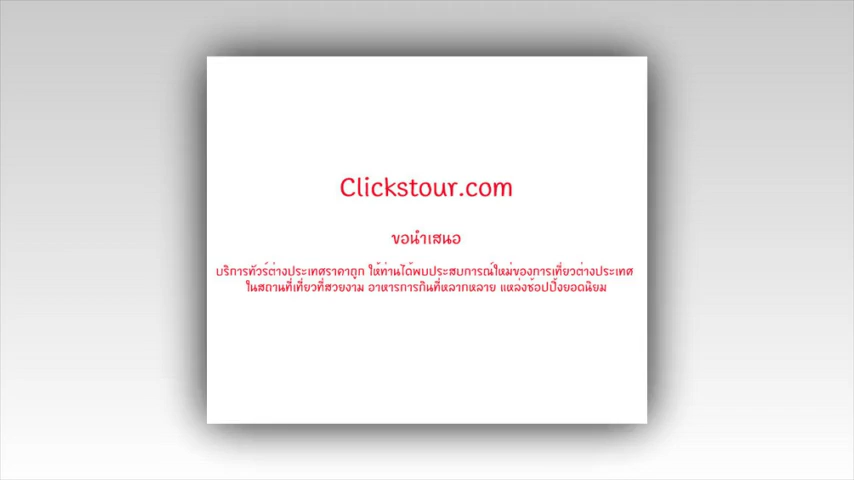 Clickstour.com
ขอนำเสนอ
บริการทัวร์ต่างประเทศราคาถูก ให้ท่านได้พบประสบการณ์ใหม่ของการเที่ยวต่างประเทศ
ในสถานที่เที่ยวที่สวยงาม อาหารการกินที่หลากหลาย แหล่งช้อปปิ้งยอดนิยม